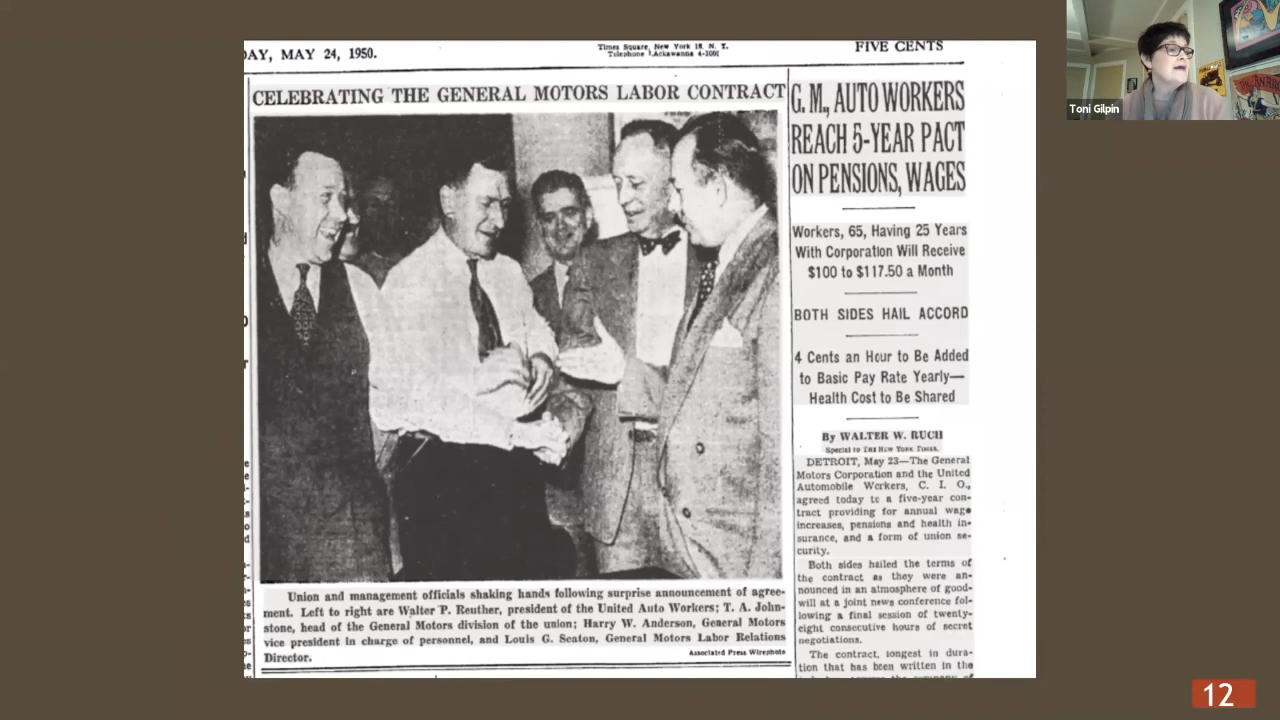 DAY, MAY 24, 1950.
Times Square, New York 18, N. Y.
Telephone LAckawanna 4-1000
FIVE CENTS
CELEBRATING THE GENERAL MOTORS LABOR CONTRACT
Union and management officials shaking hands following surprise announcement of agree-
ment. Left to right are Walter P. Reuther, president of the United Auto Workers; T. A. John-
stone, head of the General Motors division of the union; Harry W. Anderson, General Motors
vice president in charge of personnel, and Louis G. Seaton, General Motors Labor Relations
Director.
Associated Press Wirephoto
G. M., AUTO WORKERS
REACH 5-YEAR PACT
ON PENSIONS, WAGES
Workers, 65, Having 25 Years
With Corporation Will Receive
$100 to $117.50 a Month
BOTH SIDES HAIL ACCORD
4 Cents an Hour to Be Added
to Basic Pay Rate Yearly—
Health Cost to Be Shared
By WALTER W. RUCH
Special to THE NEW YORK TIMES.
DETROIT, May 23—The General
Motors Corporation and the United
Automobile Workers, C. I. O.,
agreed today to a five-year con-
tract providing for annual wage
increases, pensions and health in-
surance, and a form of union se-
curity.
Both sides hailed the terms of
the contract as they were an-
nounced in an atmosphere of good-
will at a joint news conference fol-
lowing a final session of twenty-
eight consecutive hours of secret
negotiations.
The contract, longest in dura-
tion that has been written in the
Toni Gilpin
12